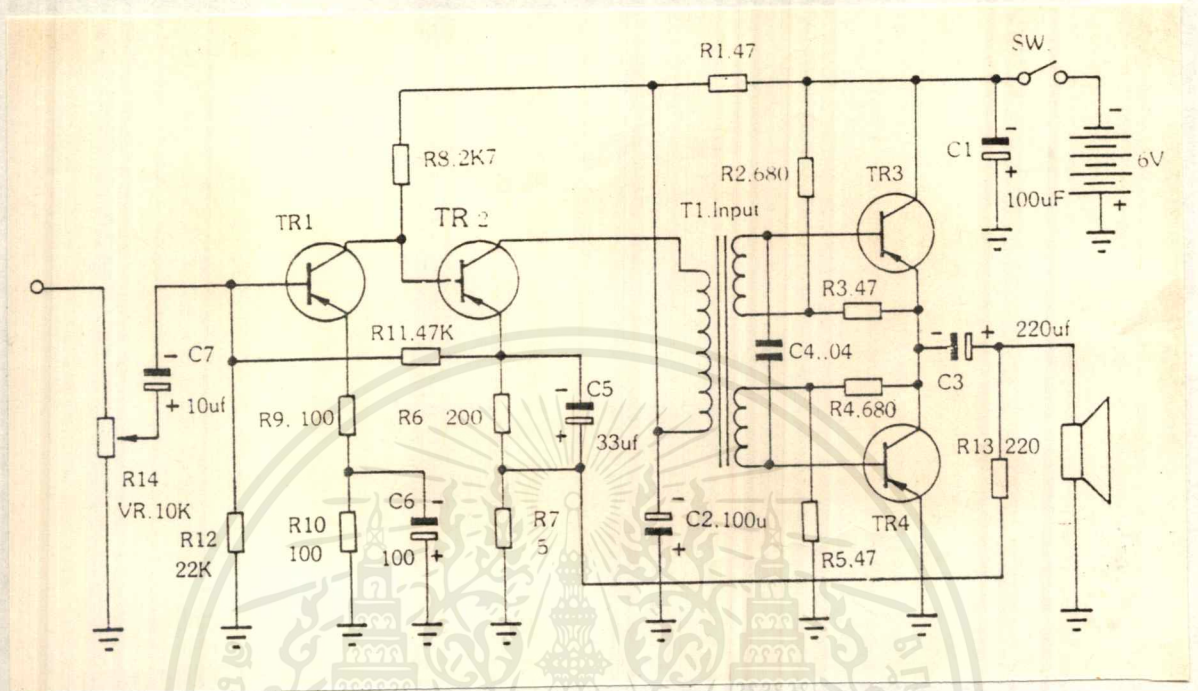 R1.47
SW.
R8.2K7
R2.680
TR3
C1
-
+
100uF
-
6V
+
T1.Input
TR1
TR 2
R3.47
R11.47K
C4..04
-
+
220uf
C3
C7
-
+ 10uf
R9. 100
R6 200
-
C5
+
33uf
R4.680
R13 220
R14
VR.10K
R12
22K
R10
100
C6
-
100
+
R7
5
-
C2.100u
+
TR4
R5.47